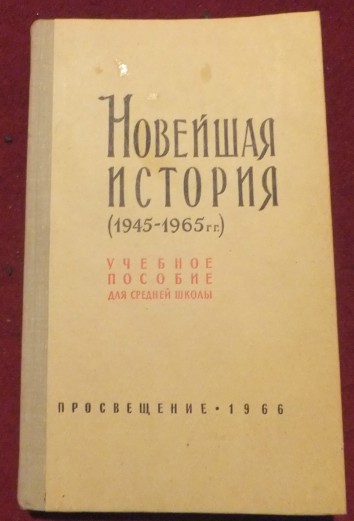 Новейшая
история
(1945-1965 гг.)
УЧЕБНОЕ
ПОСОБИЕ
ДЛЯ СРЕДНЕЙ ШКОЛЫ
ПРОСВЕЩЕНИЕ • 1966